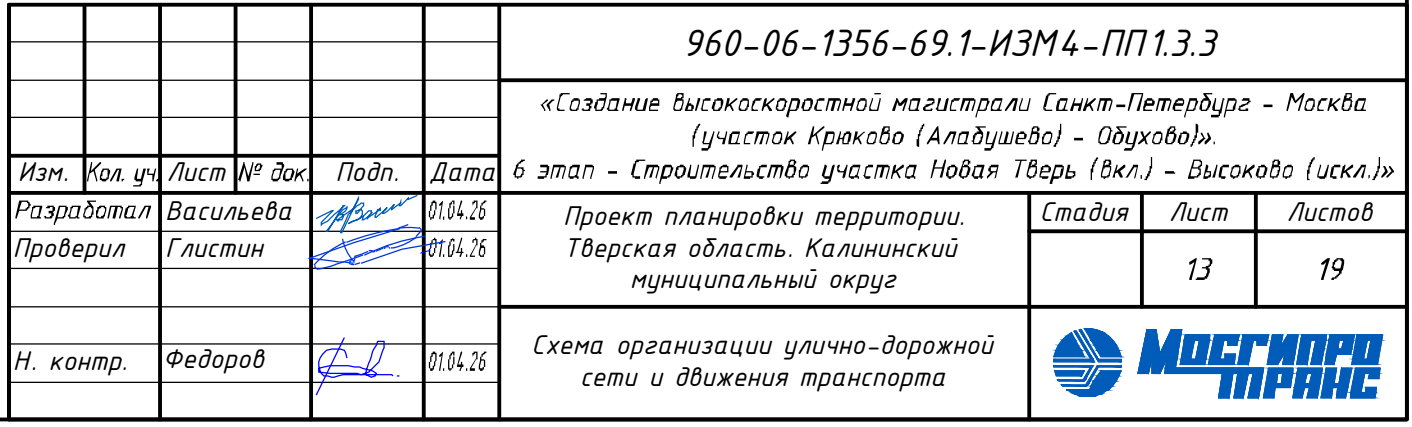 960-06-1356-69.1-ИЗМ4-ПП1.3.3
«Создание высокоскоростной магистрали Санкт-Петербург - Москва
(участок Крюково (Алабушево) - Обухово)».
6 этап - Строительство участка Новая Тверь (вкл.) - Высоково (искл.)»
Изм. Кол. уч. Лист № док. Подп. Дата
Разработал Васильева 01.04.26
Проверил Глистин 01.04.26
Н. контр. Федоров 01.04.26
Проект планировки территории.
Тверская область. Калининский
муниципальный округ
Стадия Лист Листов
13 19
Схема организации улично-дорожной
сети и движения транспорта
МОСГИПРО
ТРАНС